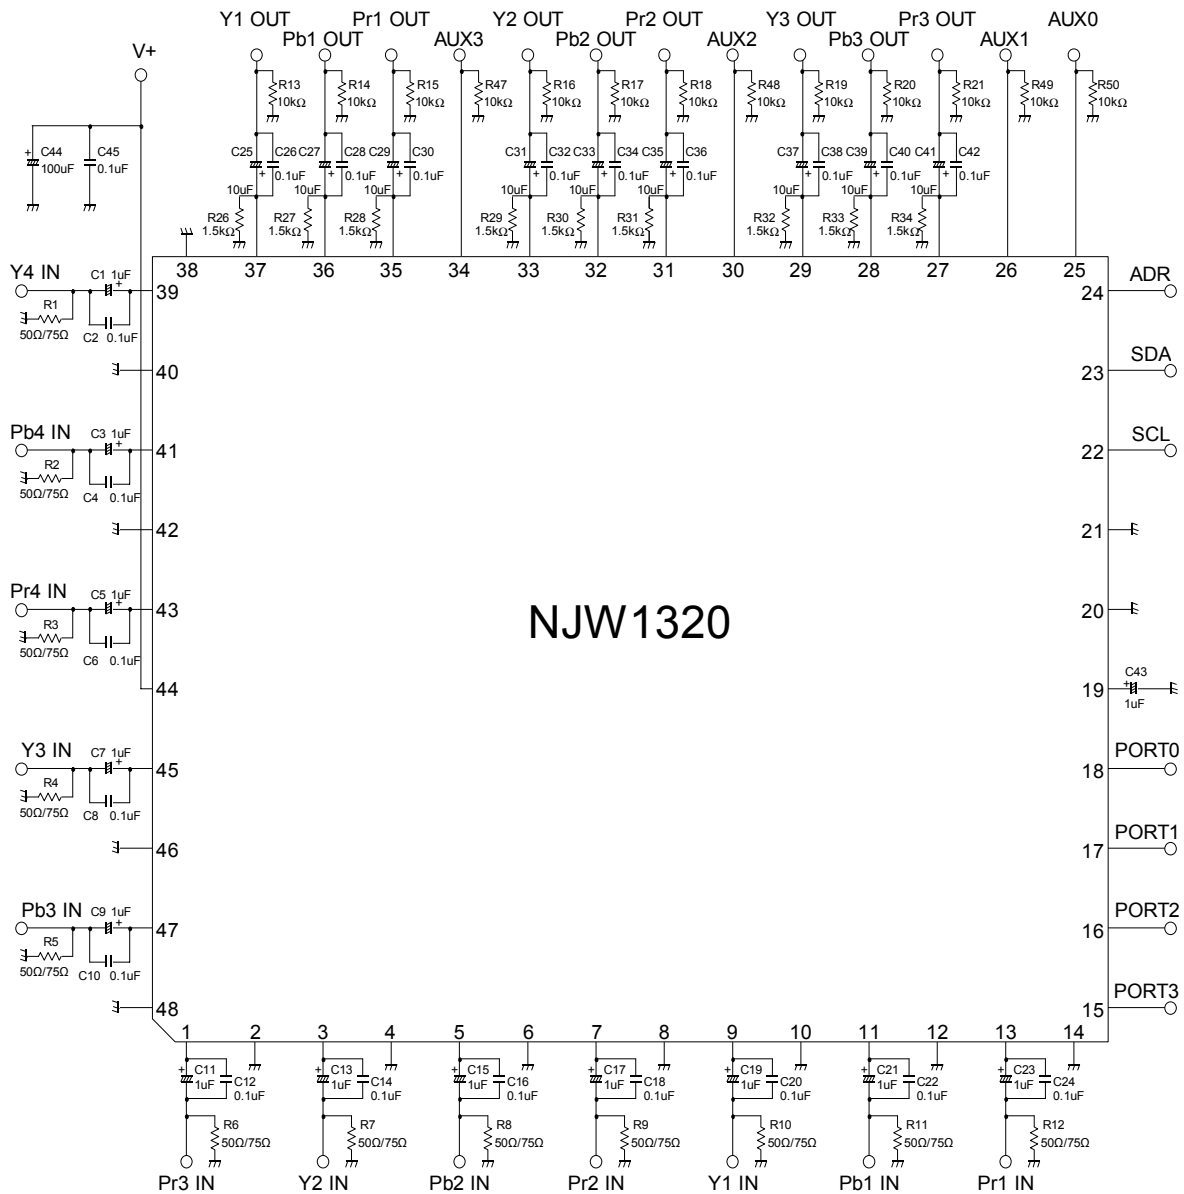 Y1 OUT Pr1 OUT Y2 OUT Pr2 OUT Y3 OUT Pr3 OUT AUX0
V+ Pb1 OUT AUX3 Pb2 OUT AUX2 Pb3 OUT AUX1
R13 R14 R15 R47 R16 R17 R18 R48 R19 R20 R21 R49 R50
10kΩ 10kΩ 10kΩ 10kΩ 10kΩ 10kΩ 10kΩ 10kΩ 10kΩ 10kΩ 10kΩ 10kΩ 10kΩ
+ C44 C45 C25 C26 C27 C28 C29 C30 C31 C32 C33 C34 C35 C36 C37 C38 C39 C40 C41 C42
100uF 0.1uF + 0.1uF + 0.1uF + 0.1uF + 0.1uF + 0.1uF + 0.1uF + 0.1uF + 0.1uF + 0.1uF
10uF 10uF 10uF 10uF 10uF 10uF 10uF 10uF 10uF
R26 R27 R28 R29 R30 R31 R32 R33 R34
1.5kΩ 1.5kΩ 1.5kΩ 1.5kΩ 1.5kΩ 1.5kΩ 1.5kΩ 1.5kΩ 1.5kΩ
38 37 36 35 34 33 32 31 30 29 28 27 26 25
Y4 IN C1 1uF + 39 24 ADR
R1
50Ω/75Ω C2 0.1uF
40 23 SDA
Pb4 IN C3 1uF + 41 22 SCL
R2
50Ω/75Ω C4 0.1uF
42 21
Pr4 IN C5 1uF + 43 20
NJW1320
R3
50Ω/75Ω C6 0.1uF
44 19 + C43
1uF
Y3 IN C7 1uF + 45 18 PORT0
R4
50Ω/75Ω C8 0.1uF
46 17 PORT1
Pb3 IN C9 1uF + 47 16 PORT2
R5
50Ω/75Ω C10 0.1uF
48 15 PORT3
1 2 3 4 5 6 7 8 9 10 11 12 13 14
+ C11 C12 + C13 C14 + C15 C16 + C17 C18 + C19 C20 + C21 C22 + C23 C24
1uF 0.1uF 1uF 0.1uF 1uF 0.1uF 1uF 0.1uF 1uF 0.1uF 1uF 0.1uF 1uF 0.1uF
R6 R7 R8 R9 R10 R11 R12
50Ω/75Ω 50Ω/75Ω 50Ω/75Ω 50Ω/75Ω 50Ω/75Ω 50Ω/75Ω 50Ω/75Ω
Pr3 IN Y2 IN Pb2 IN Pr2 IN Y1 IN Pb1 IN Pr1 IN